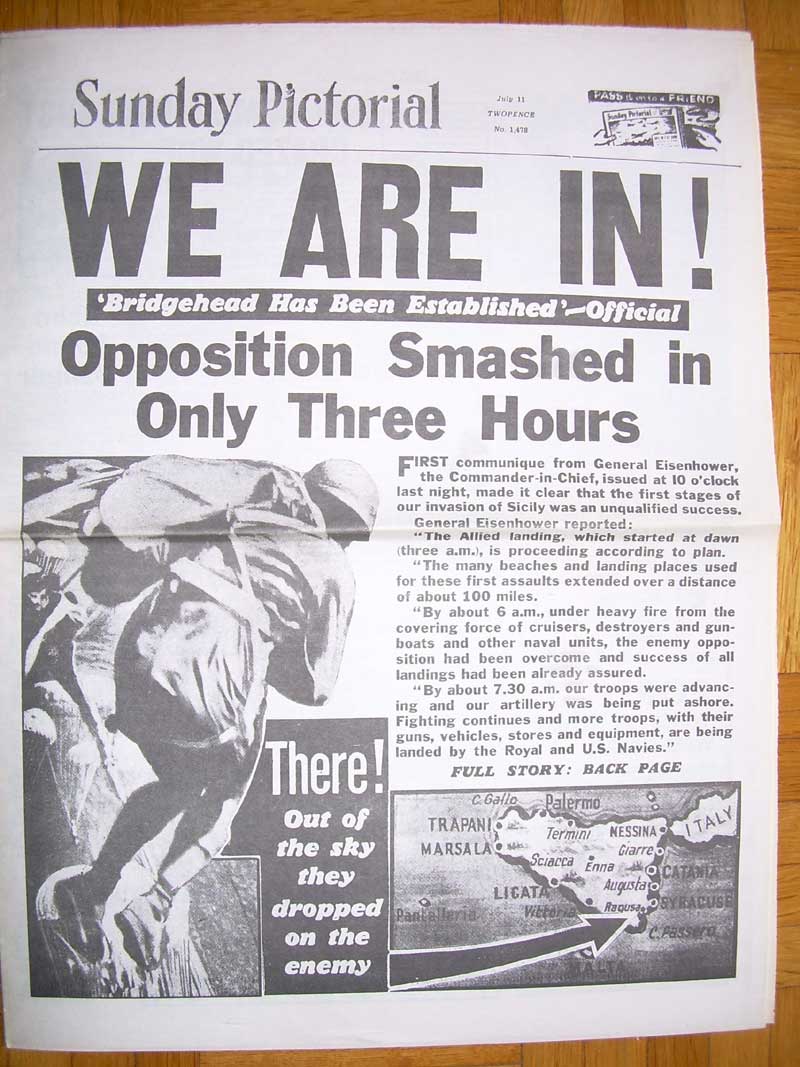 Sunday Pictorial
July 11
TWOPENCE
No. 1,478
PASS it on to a FRIEND
Sunday Pictorial
WE ARE IN!
'Bridgehead Has Been Established'—Official
Opposition Smashed in
Only Three Hours
FIRST communique from General Eisenhower,
the Commander-in-Chief, issued at 10 o'clock
last night, made it clear that the first stages of
our invasion of Sicily was an unqualified success.
General Eisenhower reported:
"The Allied landing, which started at dawn
(three a.m.), is proceeding according to plan.
"The many beaches and landing places used
for these first assaults extended over a distance
of about 100 miles.
"By about 6 a.m., under heavy fire from the
covering force of cruisers, destroyers and gun-
boats and other naval units, the enemy oppo-
sition had been overcome and success of all
landings had been already assured.
"By about 7.30 a.m. our troops were advanc-
ing and our artillery was being put ashore.
Fighting continues and more troops, with their
guns, vehicles, stores and equipment, are being
landed by the Royal and U.S. Navies."
FULL STORY: BACK PAGE
There!
Out of
the sky
they
dropped
on the
enemy
C. Gallo
Palermo
TRAPANI
Termini
MESSINA
ITALY
MARSALA
Giarre
Sciacca
Enna
CATANIA
LICATA
Augusta
Pantelleria
Vittoria
Ragusa
SYRACUSE
C. Passero
MALTA